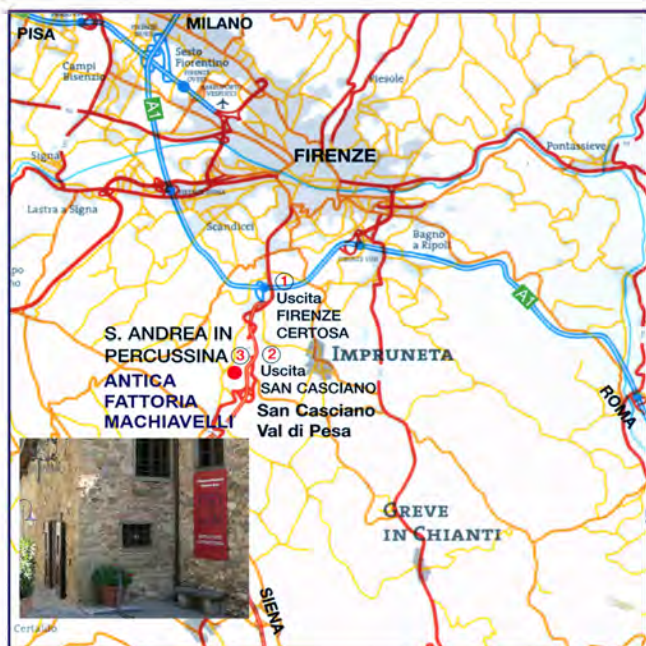 PISA
MILANO
Sesto
Fiorentino
Campi
Bisenzio
A1
Fiesole
FIRENZE
Pontassieve
Signa
Lastra a Signa
Scandicci
Bagno
a Ripoli
A1
1
Uscita
FIRENZE
CERTOSA
S. ANDREA IN
PERCUSSINA 3
2
Uscita
SAN CASCIANO
IMPRUNETA
ANTICA
FATTORIA
MACHIAVELLI
San Casciano
Val di Pesa
ROMA
GREVE
IN CHIANTI
SIENA
Certaldo